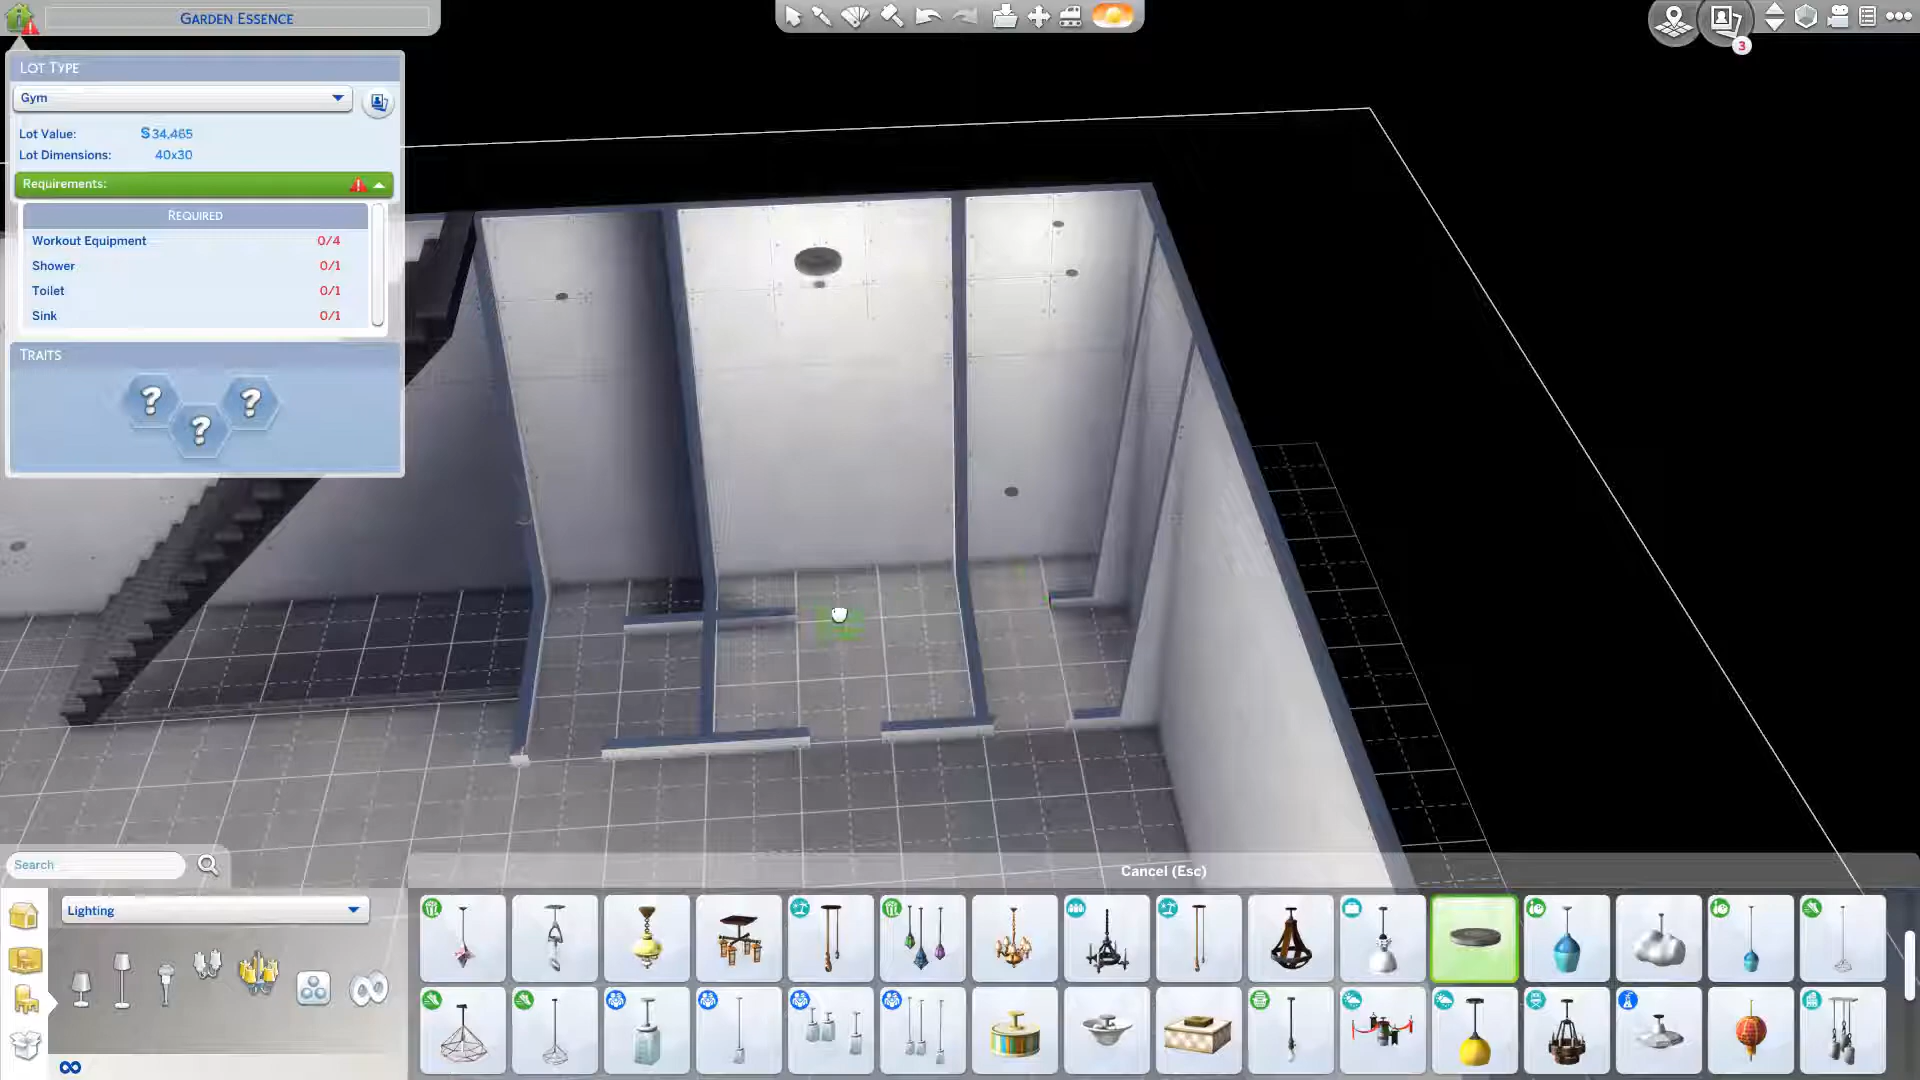 GARDEN ESSENCE
3
LOT TYPE
Gym
Lot Value: §34,465
Lot Dimensions: 40x30
Requirements:
REQUIRED
Workout Equipment 0/4
Shower 0/1
Toilet 0/1
Sink 0/1
TRAITS
? ? ?
Search
Cancel (Esc)
Lighting